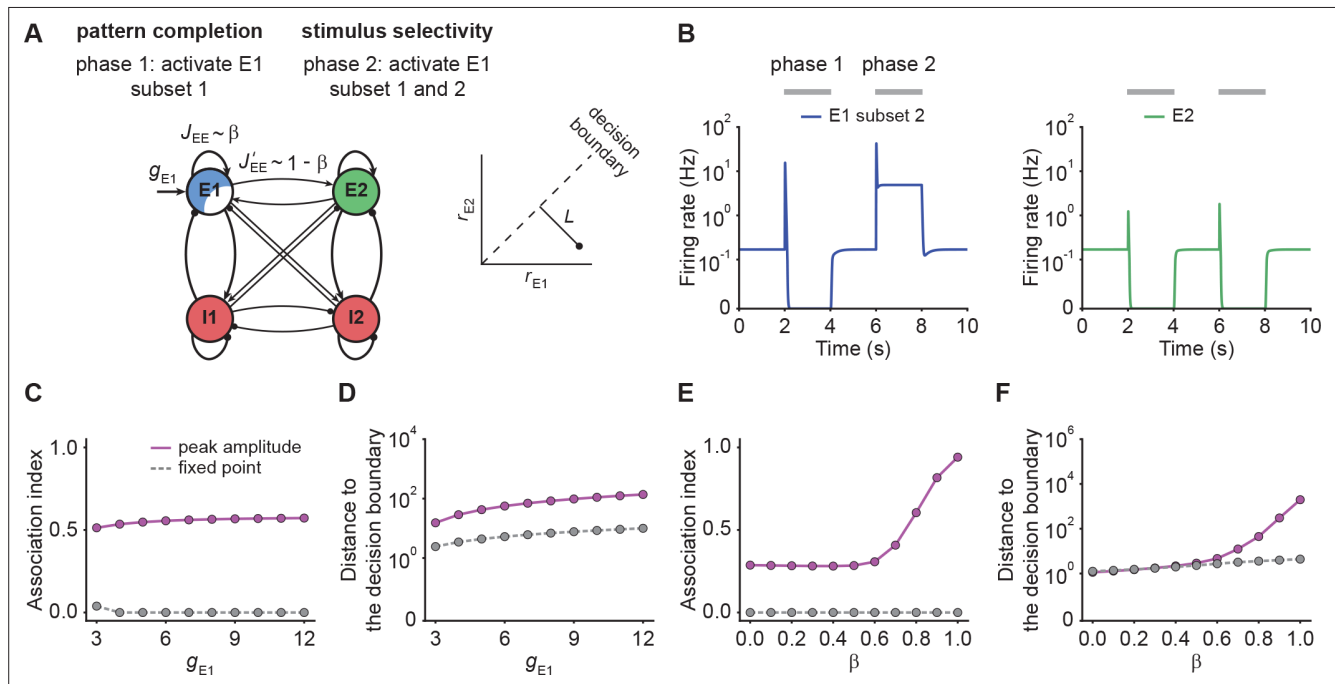 A
pattern completion
phase 1: activate E1
subset 1
stimulus selectivity
phase 2: activate E1
subset 1 and 2
J_EE ~ β
J′_EE ~ 1 - β
g_E1
E1
E2
I1
I2
decision
boundary
r_E2
L
r_E1
B
phase 1
phase 2
E1 subset 2
Firing rate (Hz)
10^2
10^1
10^0
10^-1
0
0 2 4 6 8 10
Time (s)
E2
Firing rate (Hz)
10^2
10^1
10^0
10^-1
0
0 2 4 6 8 10
Time (s)
C
Association index
1.0
0.5
0.0
peak amplitude
fixed point
3 6 9 12
g_E1
D
Distance to
the decision boundary
10^4
10^2
10^0
0
3 6 9 12
g_E1
E
Association index
1.0
0.5
0.0
0.0 0.2 0.4 0.6 0.8 1.0
β
F
Distance to
the decision boundary
10^6
10^4
10^2
10^0
0
0.0 0.2 0.4 0.6 0.8 1.0
β